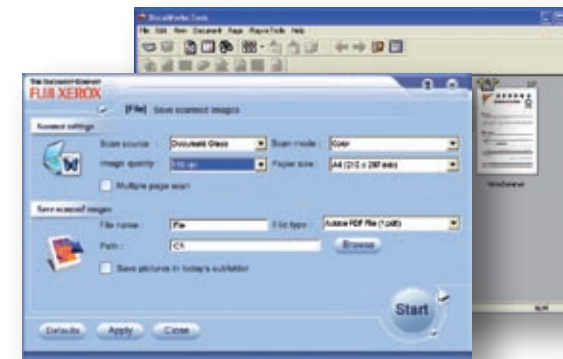 DocuWorks Desk
File Edit View Document Page Plug-in Tools Help
THE DOCUMENT COMPANY
FUJI XEROX
[File] Save scanned images
Scanner settings
Scan source : Document Glass Scan mode : Color
Image quality Paper size : A4 (210 x 297 mm)
Multiple page scan
Save scanned images
File name : File File type : Adobe PDF File (*.pdf)
Path : C:\ Browse
Save pictures in today's subfolder
Start
Defaults Apply Close